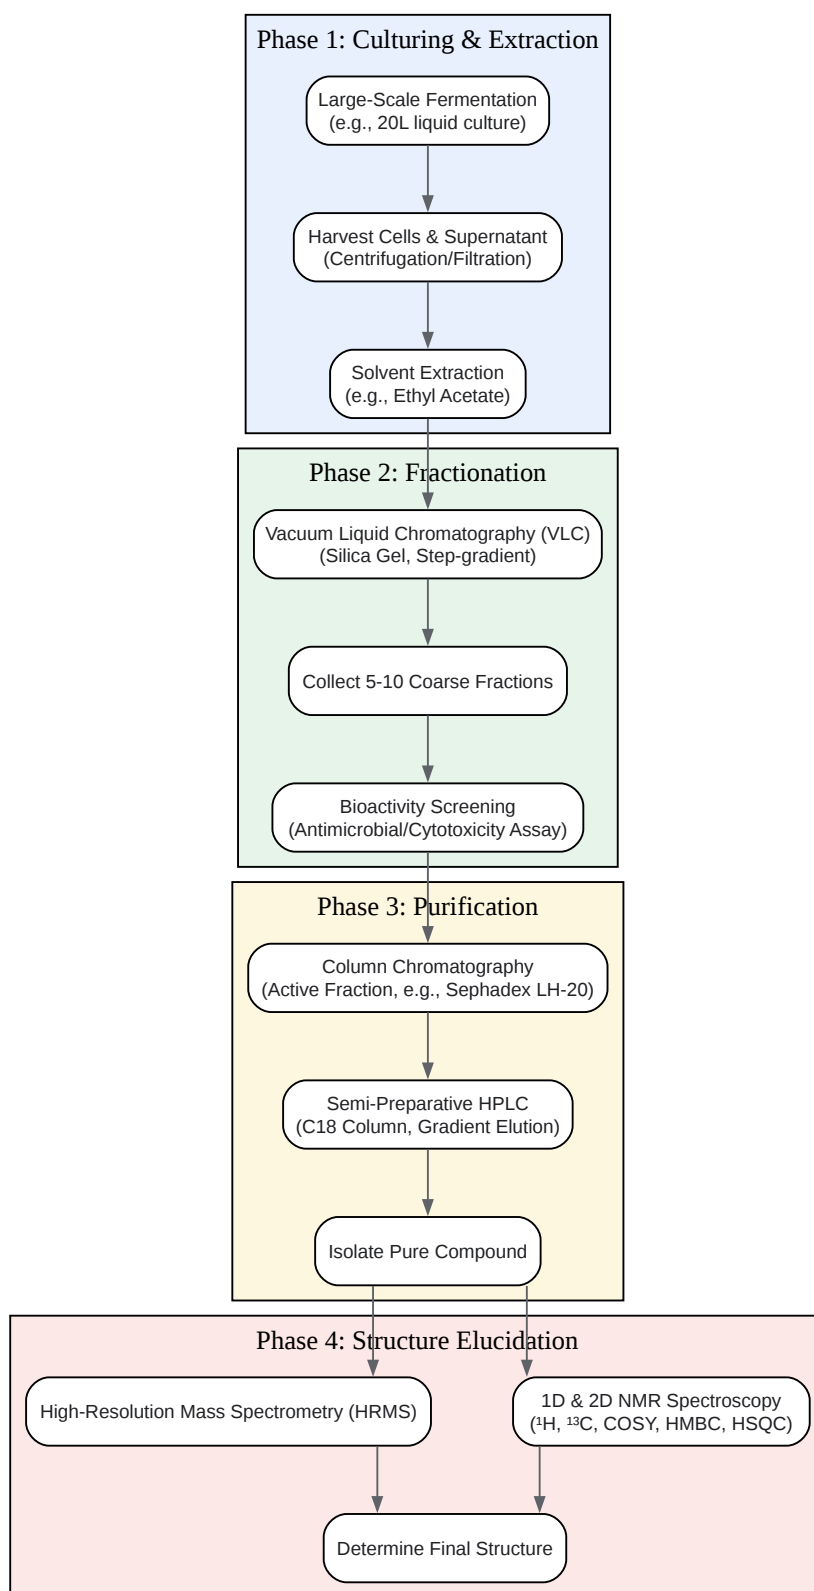 Phase 1: Culturing & Extraction
Large-Scale Fermentation
(e.g., 20L liquid culture)
Harvest Cells & Supernatant
(Centrifugation/Filtration)
Solvent Extraction
(e.g., Ethyl Acetate)
Phase 2: Fractionation
Vacuum Liquid Chromatography (VLC)
(Silica Gel, Step-gradient)
Collect 5-10 Coarse Fractions
Bioactivity Screening
(Antimicrobial/Cytotoxicity Assay)
Phase 3: Purification
Column Chromatography
(Active Fraction, e.g., Sephadex LH-20)
Semi-Preparative HPLC
(C18 Column, Gradient Elution)
Isolate Pure Compound
Phase 4: Structure Elucidation
High-Resolution Mass Spectrometry (HRMS)
1D & 2D NMR Spectroscopy
(¹H, ¹³C, COSY, HMBC, HSQC)
Determine Final Structure